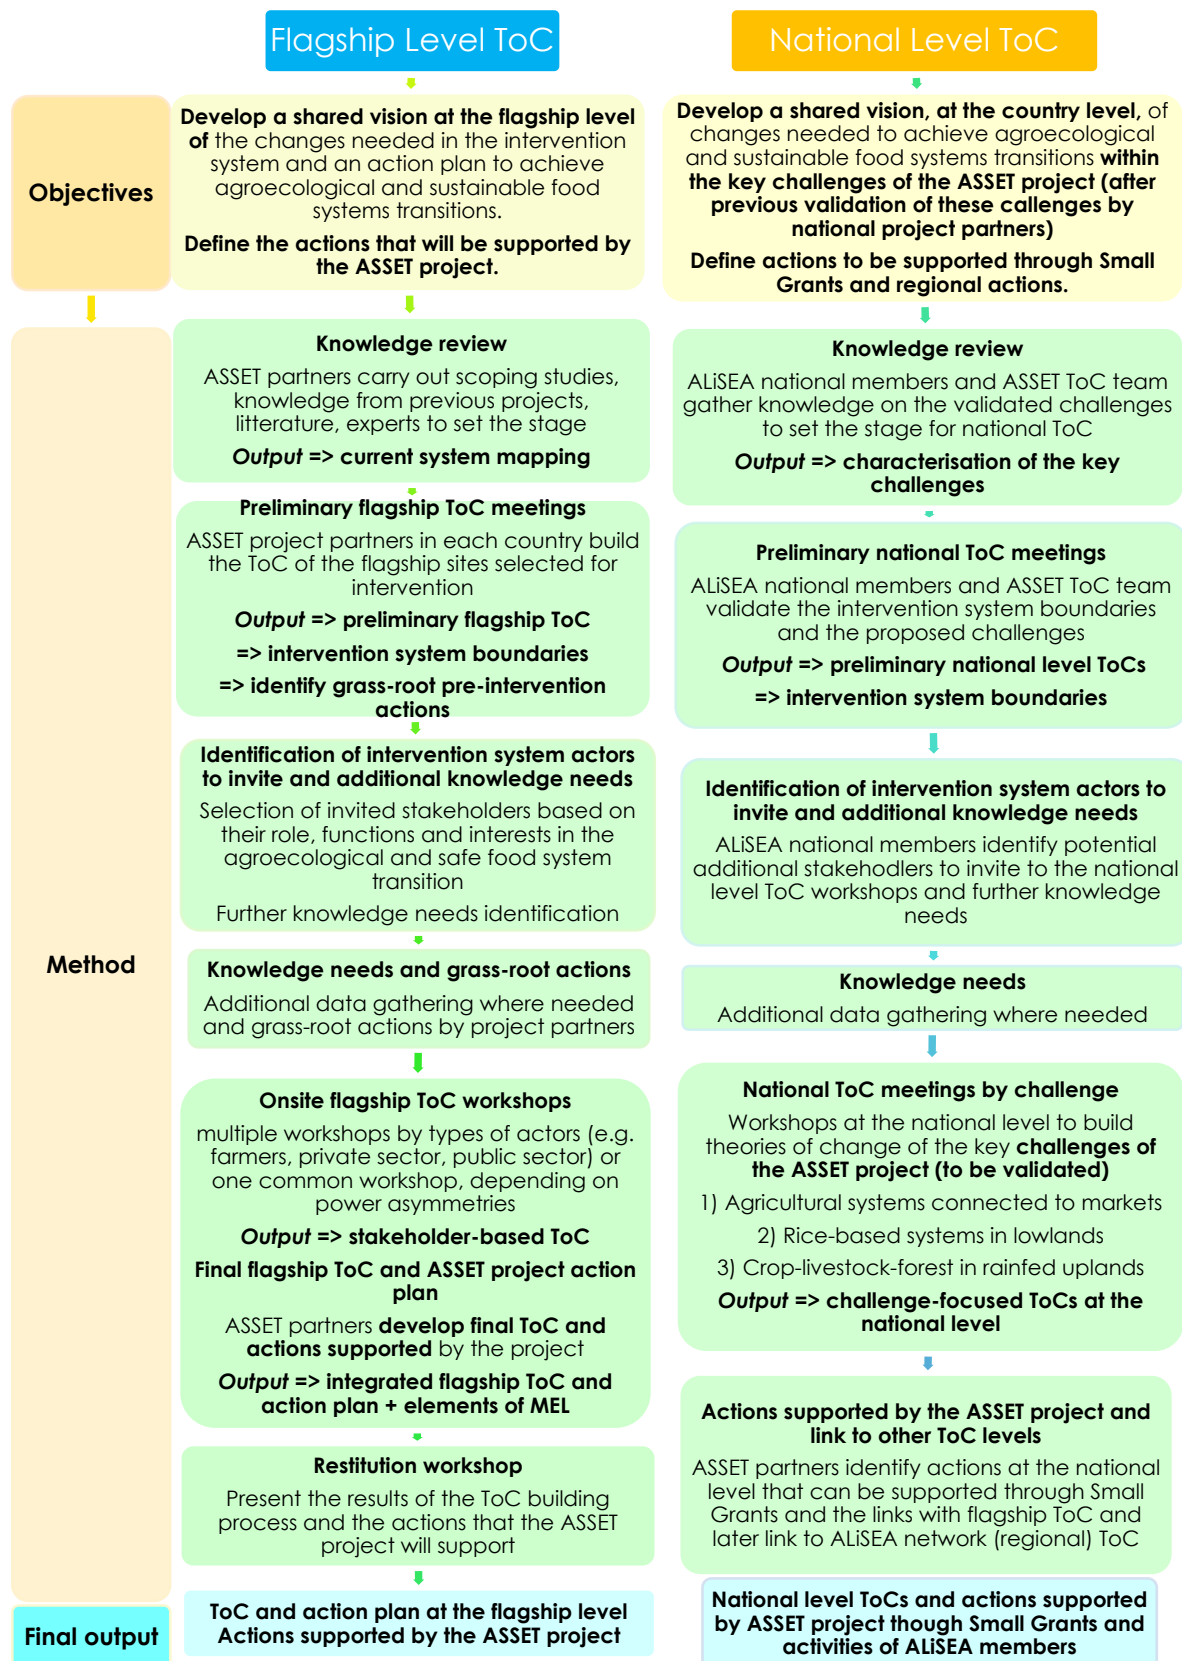 Flagship Level ToC
National Level ToC
Objectives
Develop a shared vision at the flagship level
of the changes needed in the intervention
system and an action plan to achieve
agroecological and sustainable food
systems transitions.
Define the actions that will be supported by
the ASSET project.
Develop a shared vision, at the country level, of
changes needed to achieve agroecological
and sustainable food systems transitions within
the key challenges of the ASSET project (after
previous validation of these callenges by
national project partners)
Define actions to be supported through Small
Grants and regional actions.
Method
Knowledge review
ASSET partners carry out scoping studies,
knowledge from previous projects,
litterature, experts to set the stage
Output => current system mapping
Preliminary flagship ToC meetings
ASSET project partners in each country build
the ToC of the flagship sites selected for
intervention
Output => preliminary flagship ToC
=> intervention system boundaries
=> identify grass-root pre-intervention
actions
Identification of intervention system actors
to invite and additional knowledge needs
Selection of invited stakeholders based on
their role, functions and interests in the
agroecological and safe food system
transition
Further knowledge needs identification
Knowledge needs and grass-root actions
Additional data gathering where needed
and grass-root actions by project partners
Onsite flagship ToC workshops
multiple workshops by types of actors (e.g.
farmers, private sector, public sector) or
one common workshop, depending on
power asymmetries
Output => stakeholder-based ToC
Final flagship ToC and ASSET project action
plan
ASSET partners develop final ToC and
actions supported by the project
Output => integrated flagship ToC and
action plan + elements of MEL
Restitution workshop
Present the results of the ToC building
process and the actions that the ASSET
project will support
Knowledge review
ALiSEA national members and ASSET ToC team
gather knowledge on the validated challenges
to set the stage for national ToC
Output => characterisation of the key
challenges
Preliminary national ToC meetings
ALiSEA national members and ASSET ToC team
validate the intervention system boundaries
and the proposed challenges
Output => preliminary national level ToCs
=> intervention system boundaries
Identification of intervention system actors to
invite and additional knowledge needs
ALiSEA national members identify potential
additional stakehodlers to invite to the national
level ToC workshops and further knowledge
needs
Knowledge needs
Additional data gathering where needed
National ToC meetings by challenge
Workshops at the national level to build
theories of change of the key challenges of
the ASSET project (to be validated)
1) Agricultural systems connected to markets
2) Rice-based systems in lowlands
3) Crop-livestock-forest in rainfed uplands
Output => challenge-focused ToCs at the
national level
Actions supported by the ASSET project and
link to other ToC levels
ASSET partners identify actions at the national
level that can be supported through Small
Grants and the links with flagship ToC and
later link to ALiSEA network (regional) ToC
Final output
ToC and action plan at the flagship level
Actions supported by the ASSET project
National level ToCs and actions supported
by ASSET project though Small Grants and
activities of ALiSEA members